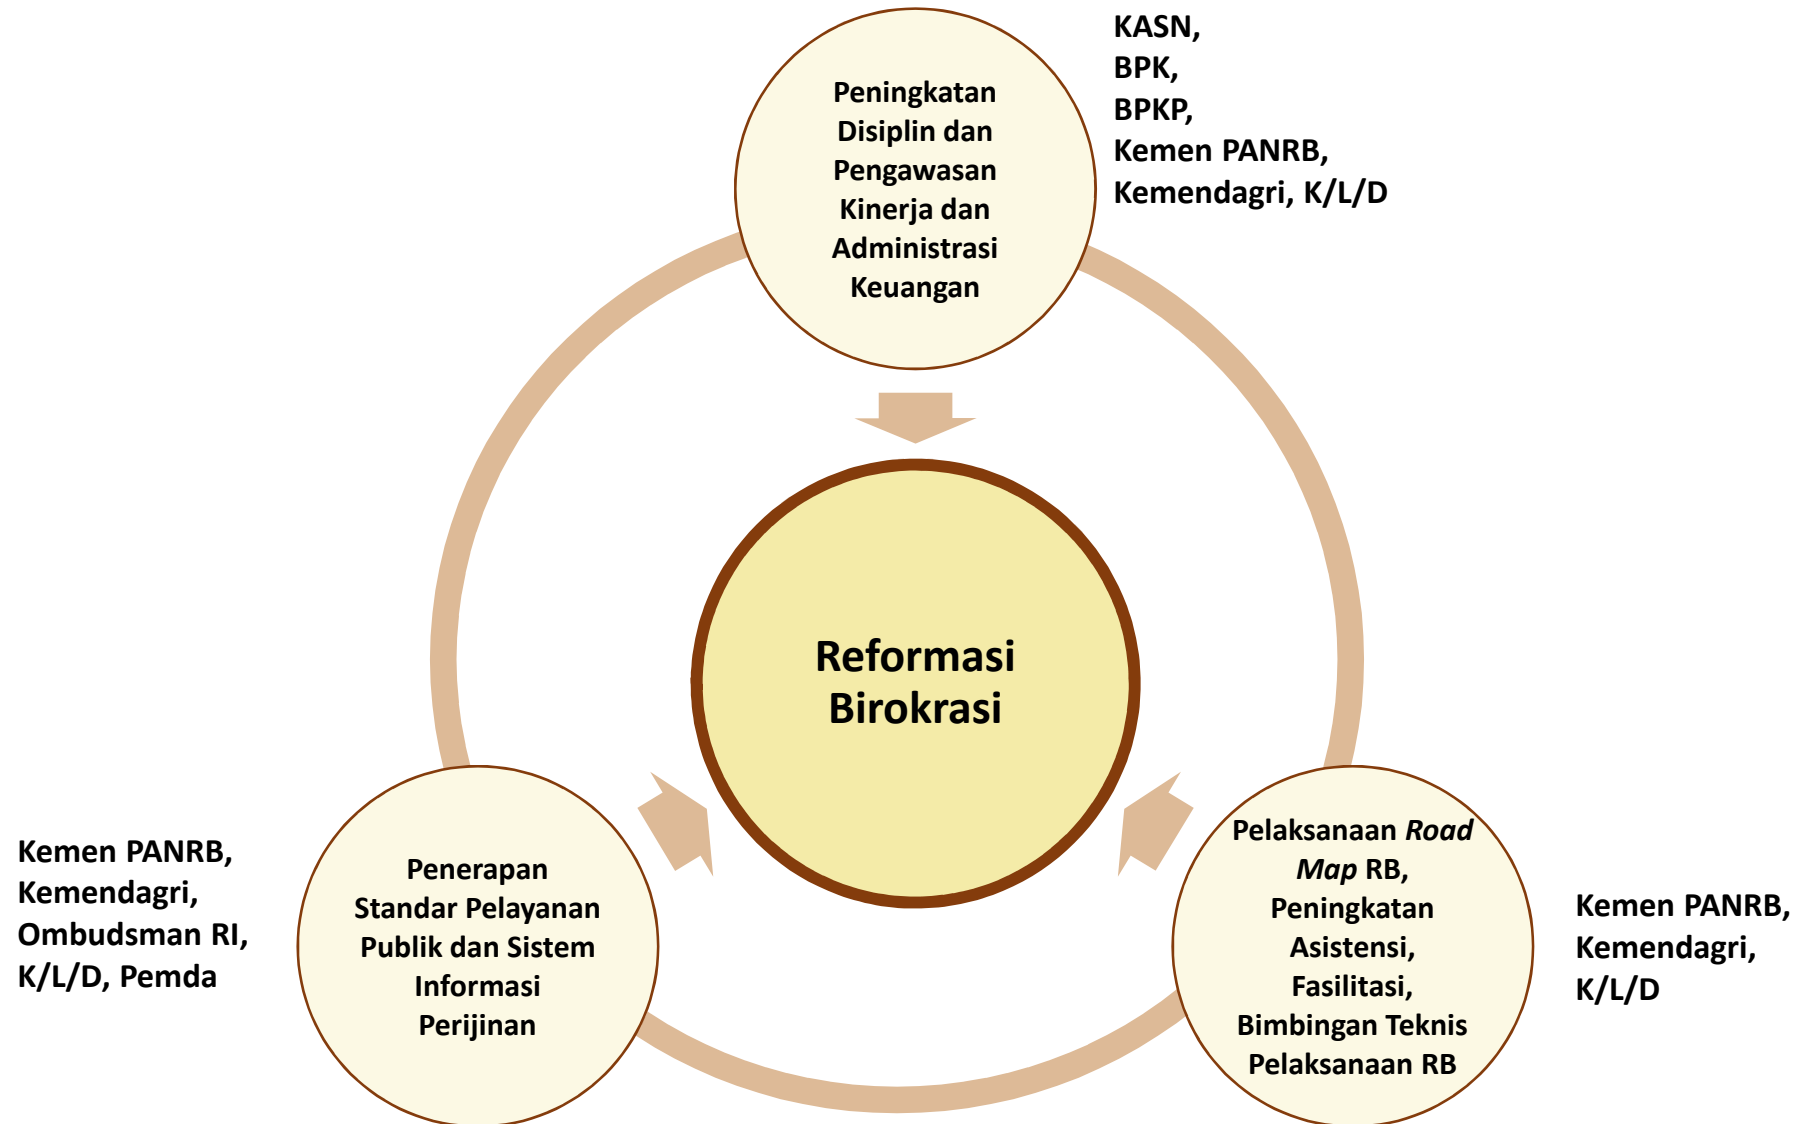 Peningkatan
Disiplin dan
Pengawasan
Kinerja dan
Administrasi
Keuangan
KASN,
BPK,
BPKP,
Kemen PANRB,
Kemendagri, K/L/D
Reformasi
Birokrasi
Kemen PANRB,
Kemendagri,
Ombudsman RI,
K/L/D, Pemda
Penerapan
Standar Pelayanan
Publik dan Sistem
Informasi
Perijinan
Pelaksanaan Road
Map RB,
Peningkatan
Asistensi,
Fasilitasi,
Bimbingan Teknis
Pelaksanaan RB
Kemen PANRB,
Kemendagri,
K/L/D